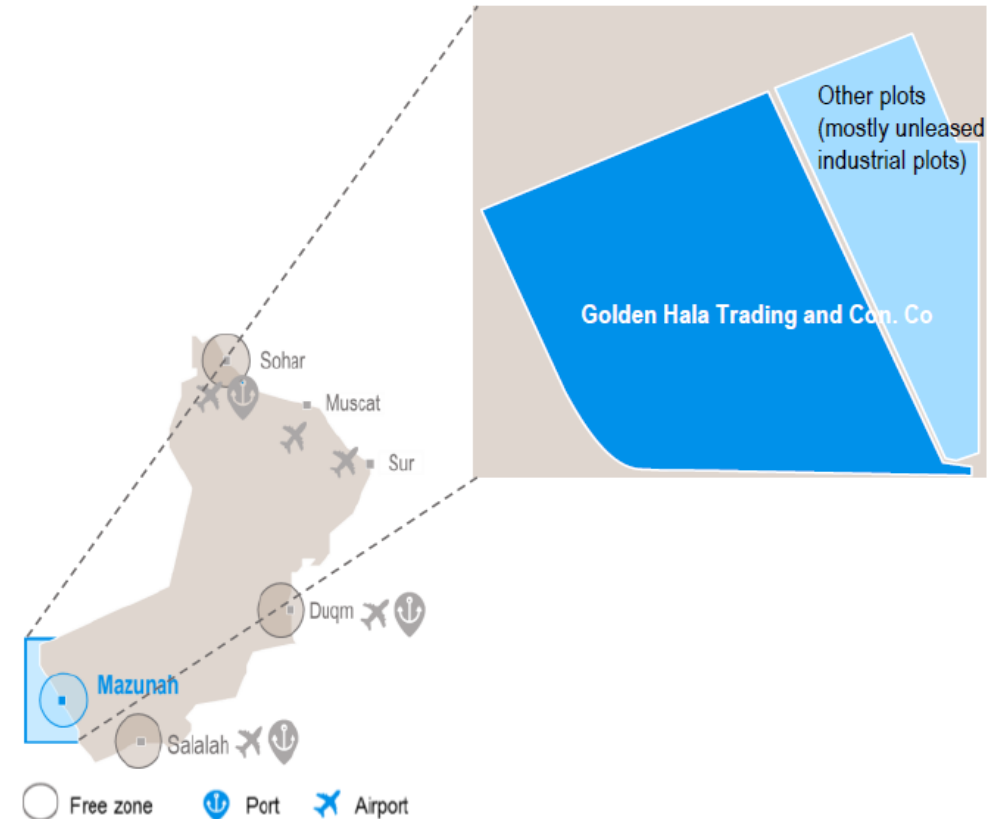 Other plots
(mostly unleased
industrial plots)
Golden Hala Trading and Con. Co
Sohar
Muscat
Sur
Duqm
Mazunah
Salalah
Free zone
Port
Airport